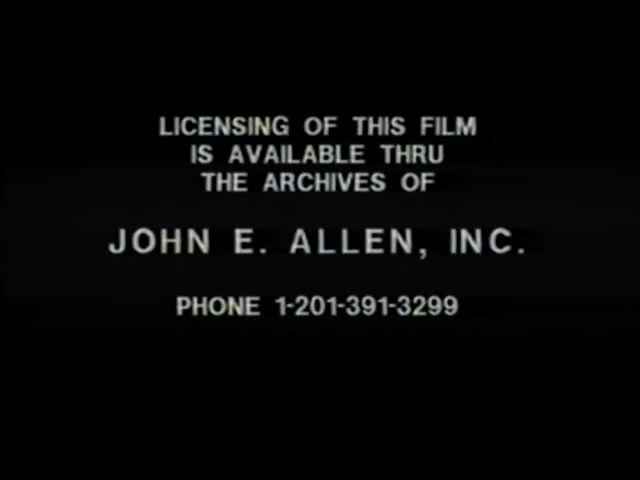 LICENSING OF THIS FILM
IS AVAILABLE THRU
THE ARCHIVES OF
JOHN E. ALLEN, INC.
PHONE 1-201-391-3299